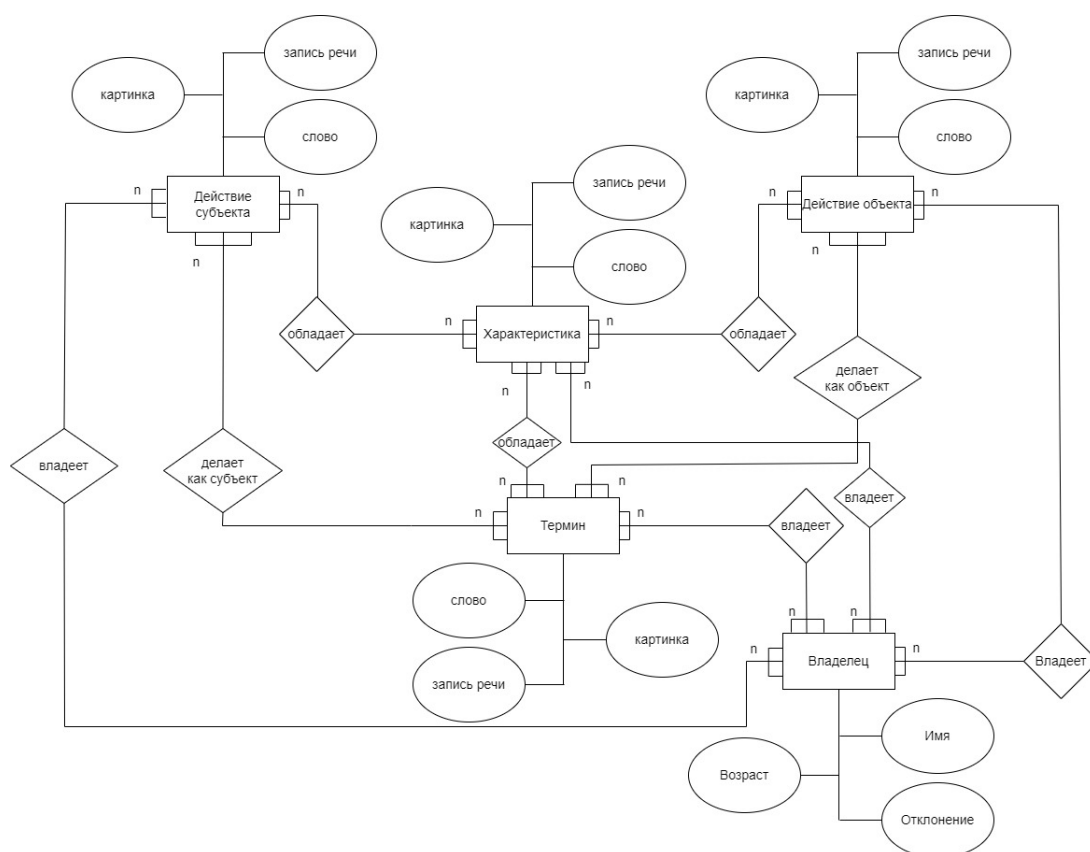 запись речи
картинка
слово
запись речи
картинка
слово
n
Действие
субъекта
n
n
запись речи
картинка
слово
n
Действие объекта
n
n
обладает
n
Характеристика
n
обладает
n
n
делает
как объект
владеет
делает
как субъект
обладает
n
n
владеет
n
Термин
n
владеет
слово
картинка
запись речи
n
n
n
Владелец
n
Владеет
Имя
Возраст
Отклонение